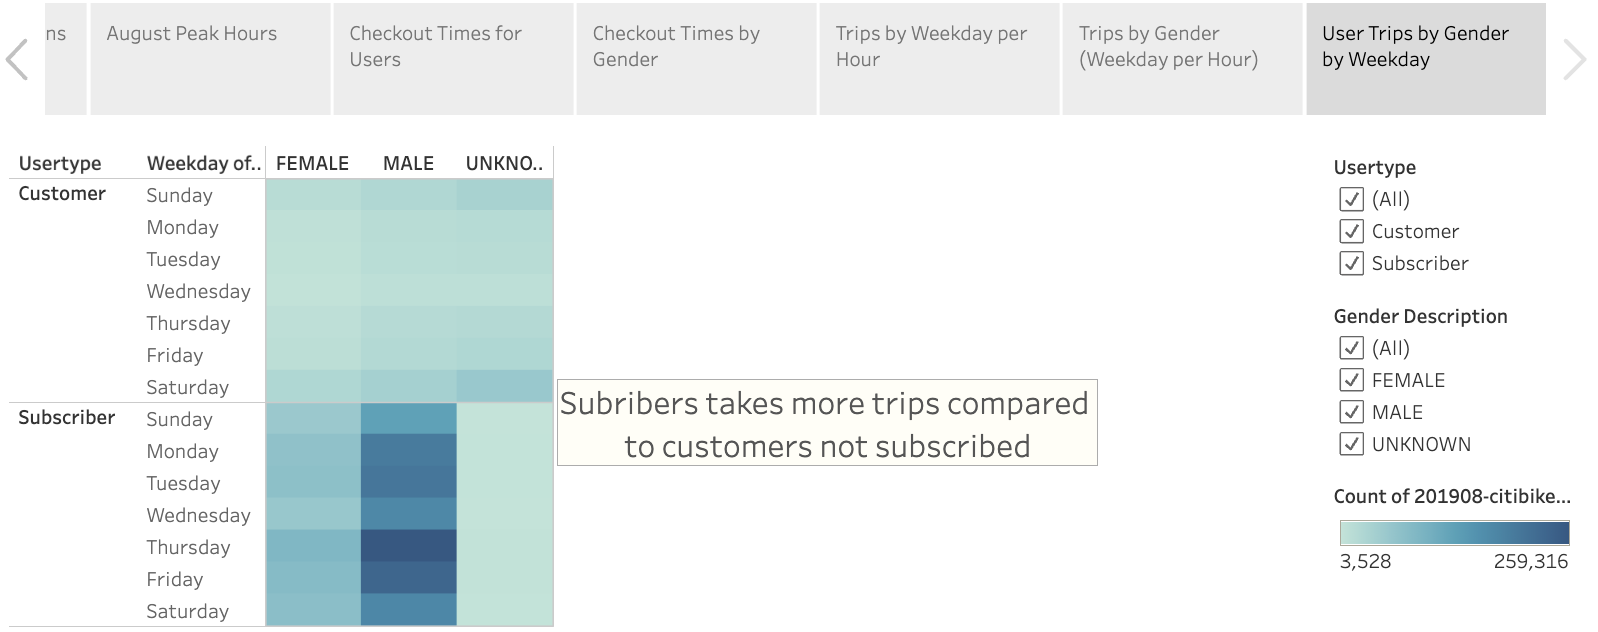 ns
August Peak Hours
Checkout Times for
Users
Checkout Times by
Gender
Trips by Weekday per
Hour
Trips by Gender
(Weekday per Hour)
User Trips by Gender
by Weekday
Usertype Weekday of.. FEMALE MALE UNKNO..
Customer Sunday
Monday
Tuesday
Wednesday
Thursday
Friday
Saturday
Subscriber Sunday
Monday
Tuesday
Wednesday
Thursday
Friday
Saturday
Subribers takes more trips compared
to customers not subscribed
Usertype
(All)
Customer
Subscriber
Gender Description
(All)
FEMALE
MALE
UNKNOWN
Count of 201908-citibike...
3,528 259,316